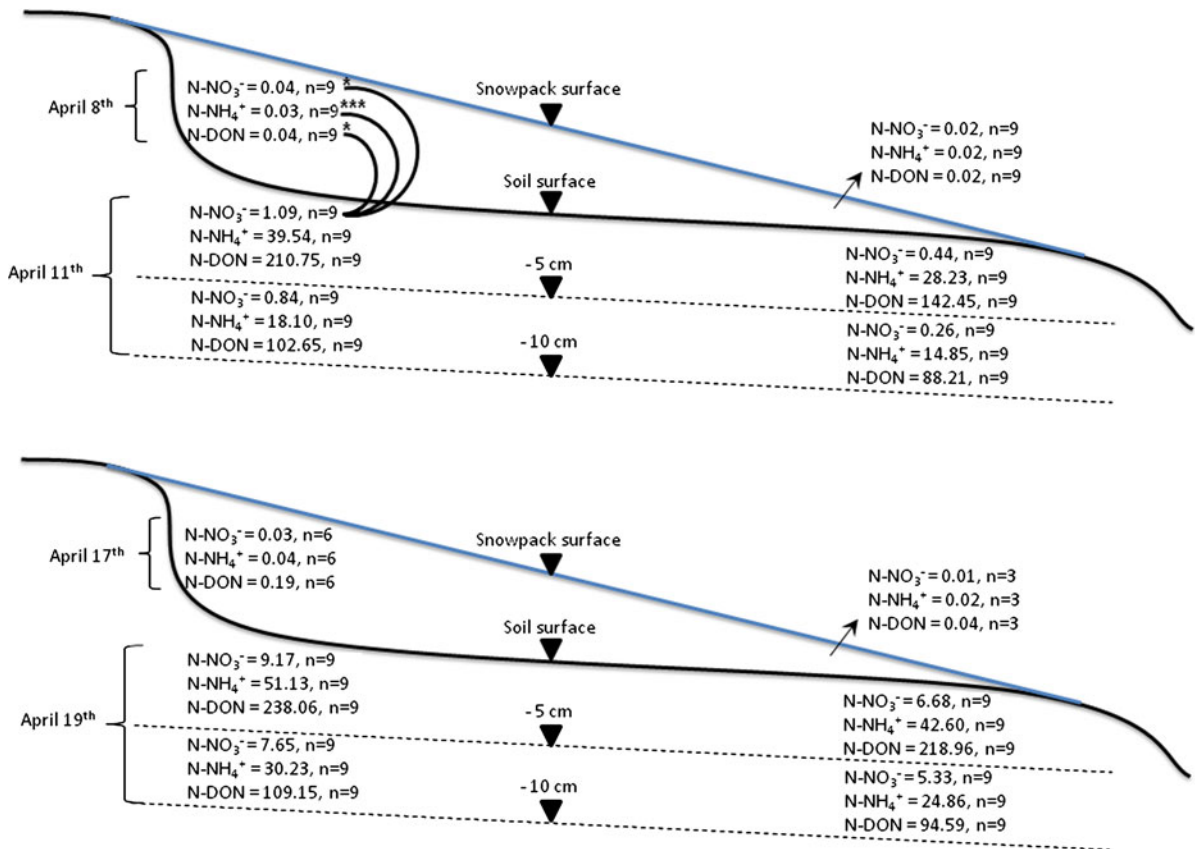 April 8th
N-NO3- = 0.04, n=9 *
N-NH4+ = 0.03, n=9***
N-DON = 0.04, n=9 *
Snowpack surface
N-NO3- = 0.02, n=9
N-NH4+ = 0.02, n=9
N-DON = 0.02, n=9
Soil surface
April 11th
N-NO3- = 1.09, n=9
N-NH4+ = 39.54, n=9
N-DON = 210.75, n=9
-5 cm
N-NO3- = 0.44, n=9
N-NH4+ = 28.23, n=9
N-DON = 142.45, n=9
N-NO3- = 0.84, n=9
N-NH4+ = 18.10, n=9
N-DON = 102.65, n=9
-10 cm
N-NO3- = 0.26, n=9
N-NH4+ = 14.85, n=9
N-DON = 88.21, n=9
April 17th
N-NO3- = 0.03, n=6
N-NH4+ = 0.04, n=6
N-DON = 0.19, n=6
Snowpack surface
N-NO3- = 0.01, n=3
N-NH4+ = 0.02, n=3
N-DON = 0.04, n=3
Soil surface
April 19th
N-NO3- = 9.17, n=9
N-NH4+ = 51.13, n=9
N-DON = 238.06, n=9
-5 cm
N-NO3- = 6.68, n=9
N-NH4+ = 42.60, n=9
N-DON = 218.96, n=9
N-NO3- = 7.65, n=9
N-NH4+ = 30.23, n=9
N-DON = 109.15, n=9
-10 cm
N-NO3- = 5.33, n=9
N-NH4+ = 24.86, n=9
N-DON = 94.59, n=9